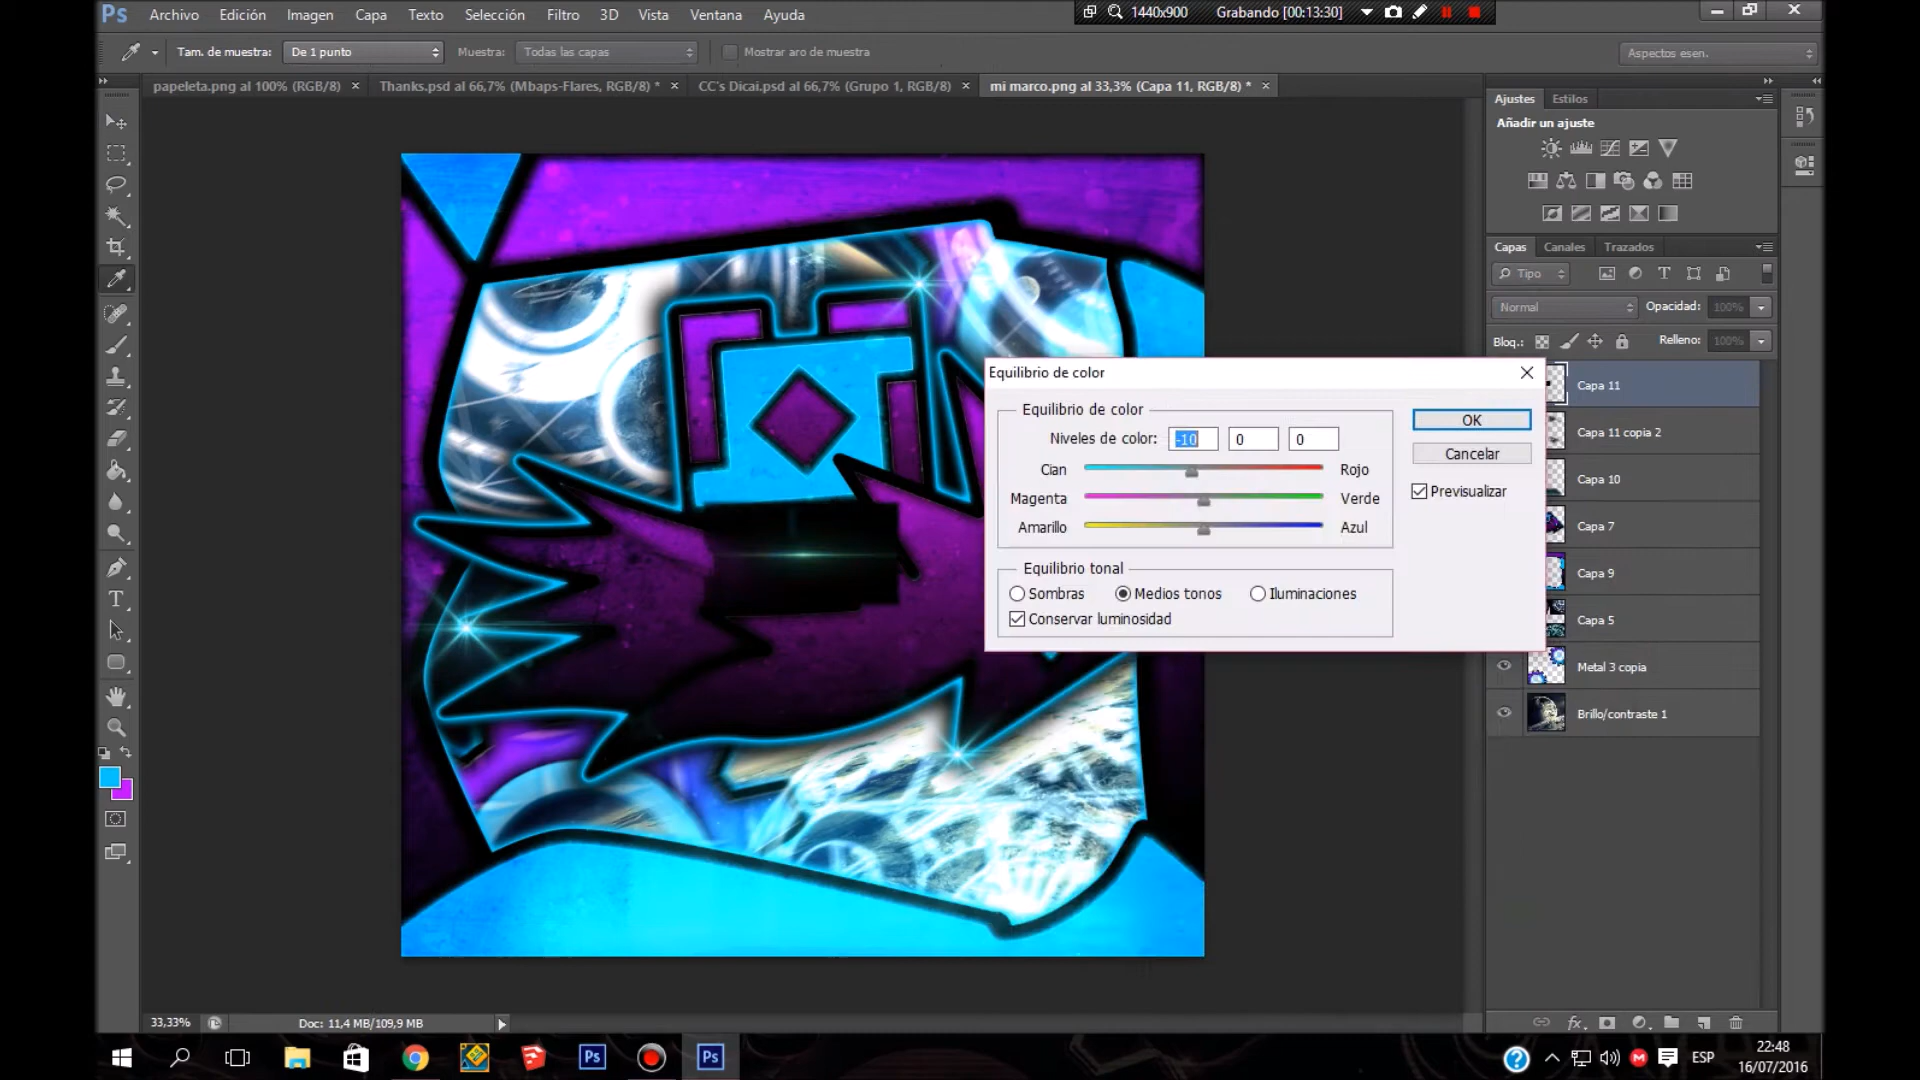 Ps Archivo Edición Imagen Capa Texto Selección Filtro 3D Vista Ventana Ayuda
1440x900 Grabando [00:13:30]
Tam. de muestra: De 1 punto Muestra: Todas las capas Mostrar aro de muestra
Aspectos esen.
papeleta.png al 100% (RGB/8) × Thanks.psd al 66,7% (Mbaps-Flares, RGB/8) * × CC's Dicai.psd al 66,7% (Grupo 1, RGB/8) × mi marco.png al 33,3% (Capa 11, RGB/8) * ×
Ajustes Estilos
Añadir un ajuste
Capas Canales Trazados
Tipo
Normal Opacidad: 100%
Bloq.: Relleno: 100%
Capa 11
Capa 11 copia 2
Capa 10
Capa 7
Capa 9
Capa 5
Metal 3 copia
Brillo/contraste 1
Equilibrio de color
Equilibrio de color
Niveles de color: -10 0 0
Cian Rojo
Magenta Verde
Amarillo Azul
Equilibrio tonal
Sombras Medios tonos Iluminaciones
Conservar luminosidad
OK
Cancelar
Previsualizar
33,33% Doc: 11,4 MB/109,9 MB
Ps Ps
ESP
22:48
16/07/2016